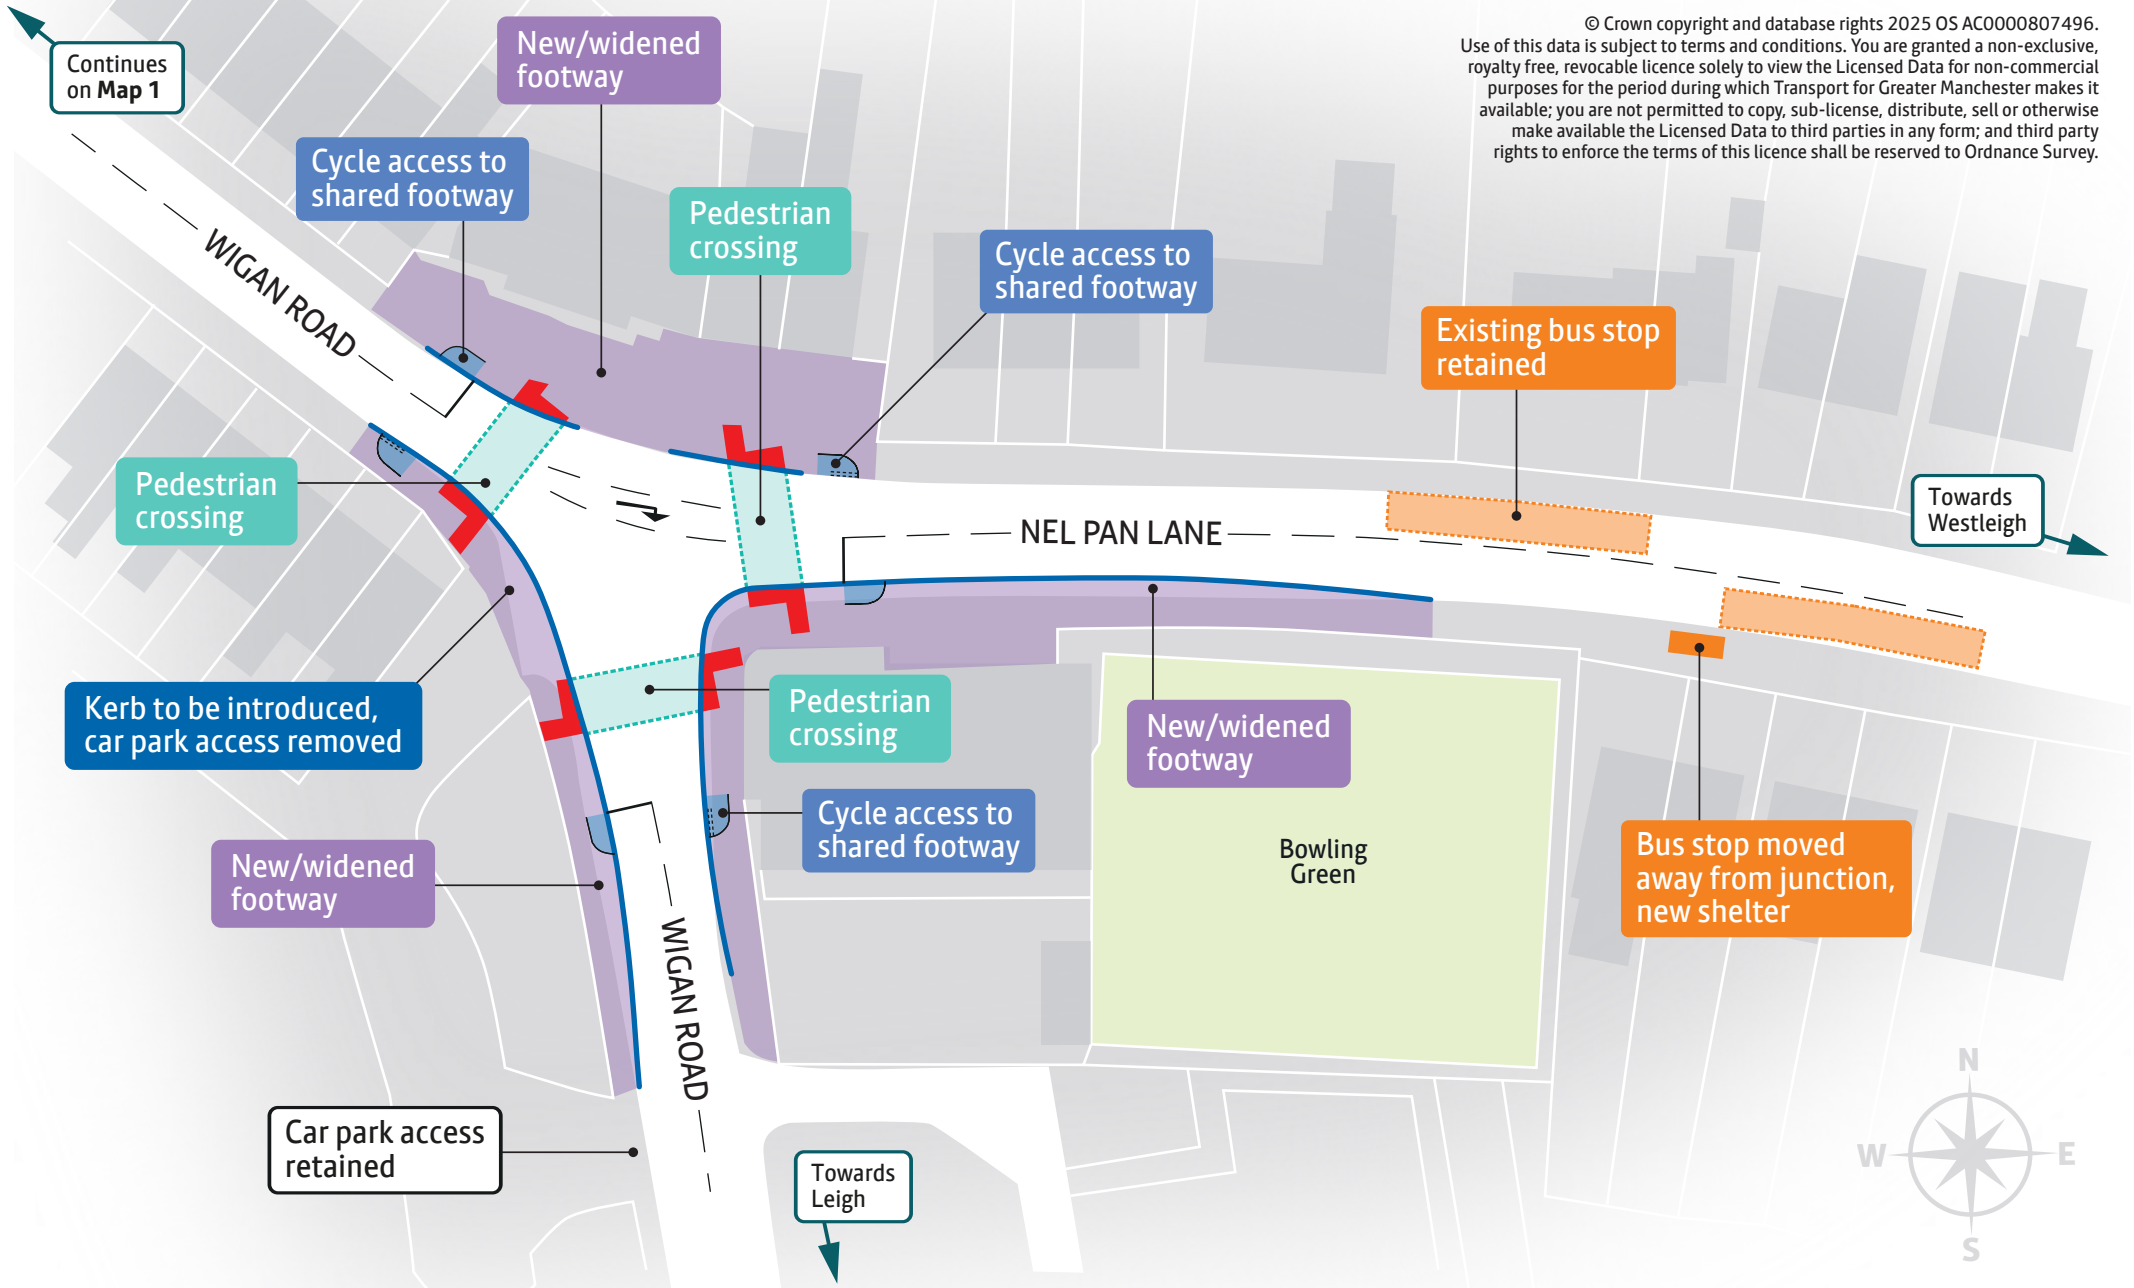 © Crown copyright and database rights 2025 OS AC0000807496.
Use of this data is subject to terms and conditions. You are granted a non-exclusive,
royalty free, revocable licence solely to view the Licensed Data for non-commercial
purposes for the period during which Transport for Greater Manchester makes it
available; you are not permitted to copy, sub-license, distribute, sell or otherwise
make available the Licensed Data to third parties in any form; and third party
rights to enforce the terms of this licence shall be reserved to Ordnance Survey.
Continues
on Map 1
New/widened
footway
Cycle access to
shared footway
Pedestrian
crossing
Cycle access to
shared footway
WIGAN ROAD
Existing bus stop
retained
Pedestrian
crossing
NEL PAN LANE
Towards
Westleigh
Kerb to be introduced,
car park access removed
Pedestrian
crossing
New/widened
footway
Cycle access to
shared footway
New/widened
footway
Bowling
Green
Bus stop moved
away from junction,
new shelter
WIGAN ROAD
Car park access
retained
Towards
Leigh
N
W
E
S